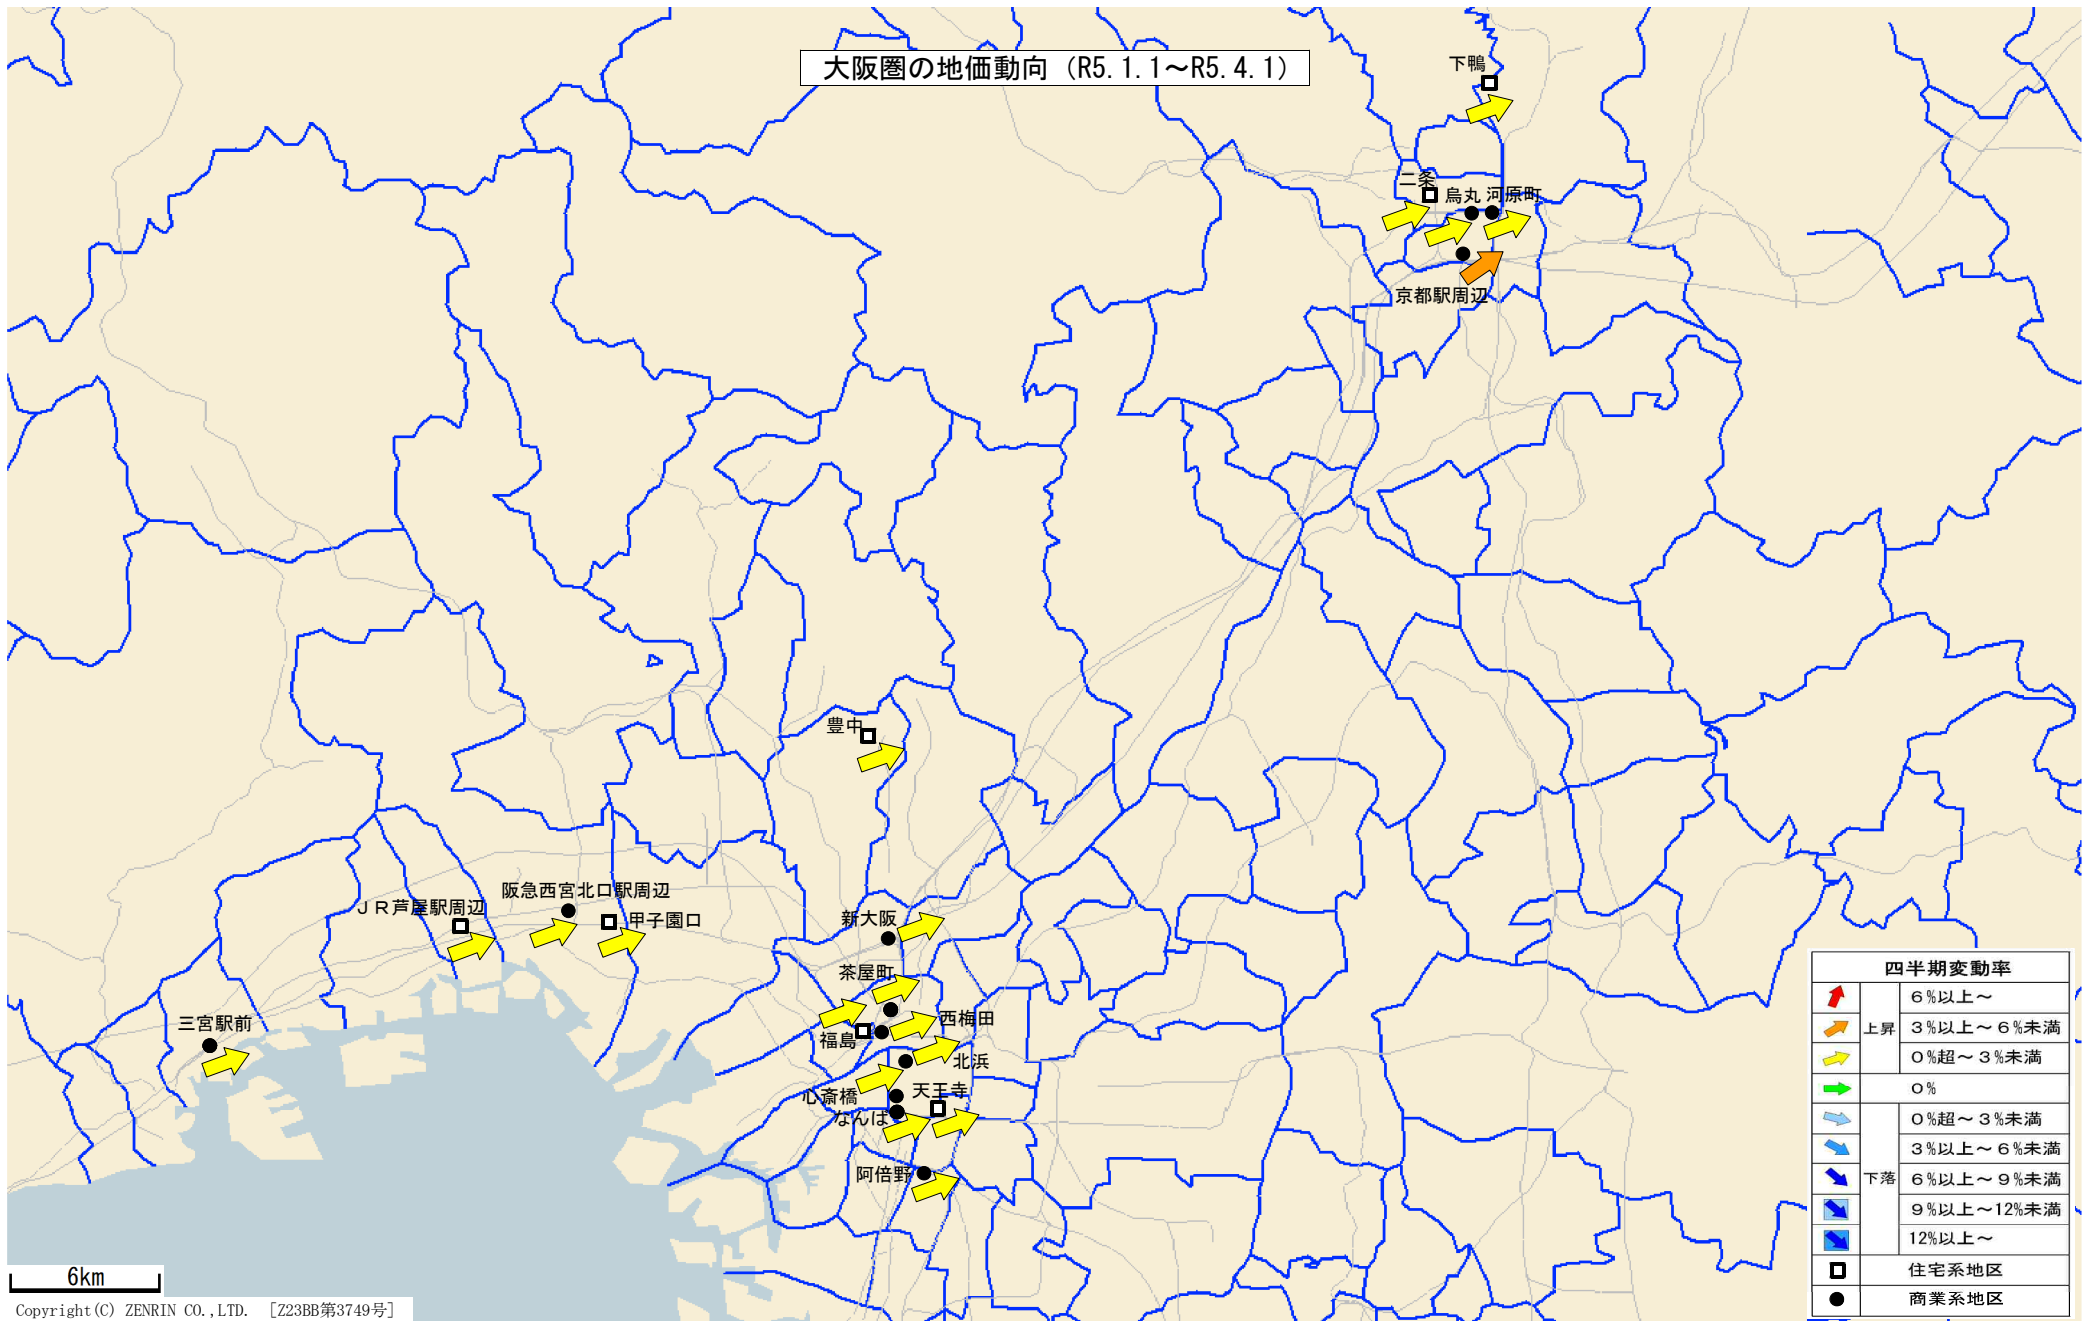 大阪圏の地価動向（R5.1.1～R5.4.1）
下鴨
二条
烏丸 河原町
京都駅周辺
豊中
阪急西宮北口駅周辺
ＪＲ芦屋駅周辺
甲子園口
新大阪
茶屋町
西梅田
三宮駅前
福島
北浜
心斎橋
天王寺
なんば
阿倍野
四半期変動率
上昇
６%以上～
３%以上～６%未満
０%超～３%未満
０%
下落
０%超～３%未満
３%以上～６%未満
６%以上～９%未満
９%以上～12%未満
12%以上～
住宅系地区
商業系地区
6km
Copyright(C) ZENRIN CO.,LTD. [Z23BB第3749号]